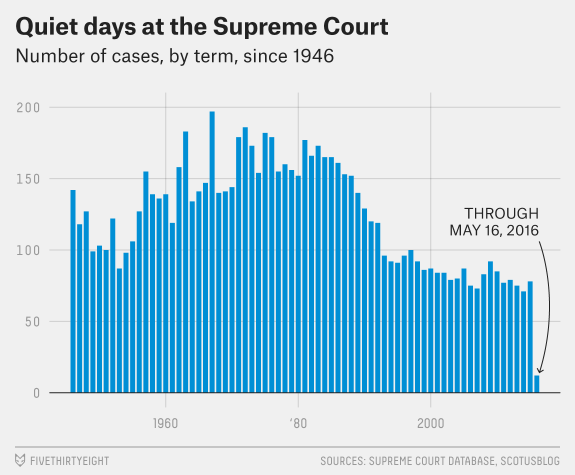 Quiet days at the Supreme Court
Number of cases, by term, since 1946
200
150
100
50
0
THROUGH
MAY 16, 2016
1960
'80
2000
FIVETHIRTYEIGHT
SOURCES: SUPREME COURT DATABASE, SCOTUSBLOG